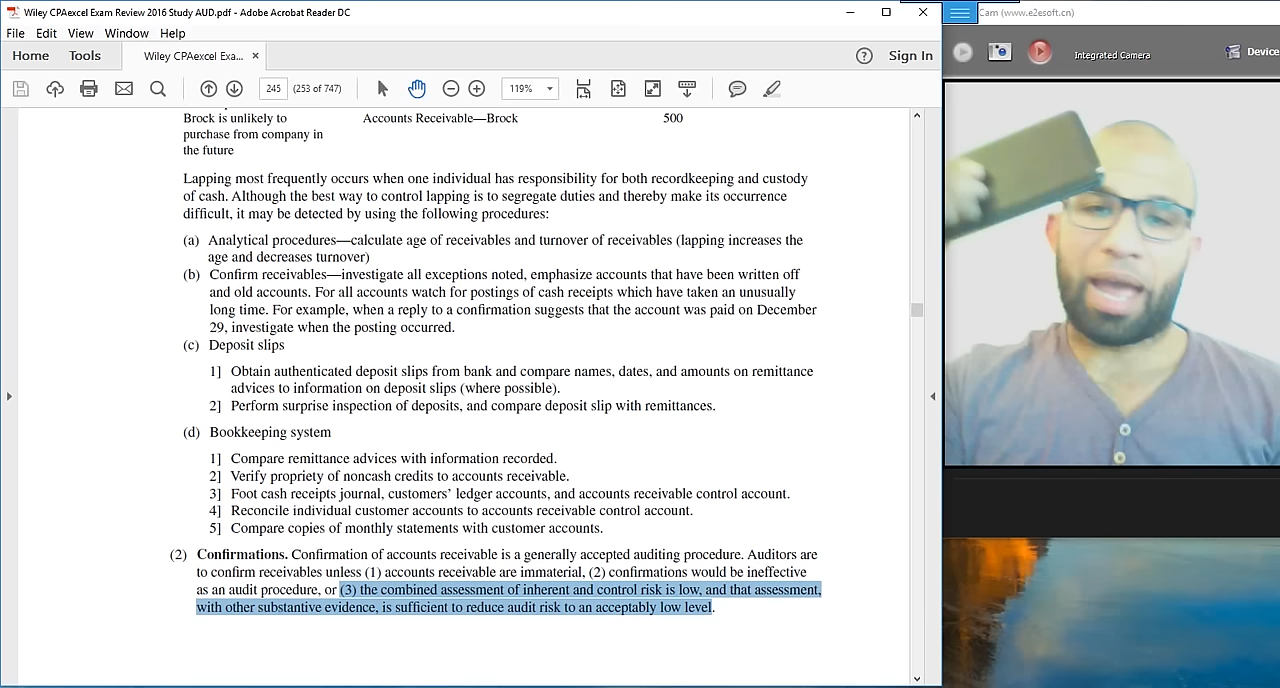 Wiley CPAexcel Exam Review 2016 Study AUD.pdf - Adobe Acrobat Reader DC
Cam (www.e2esoft.cn)
File Edit View Window Help
Home Tools Wiley CPAexcel Exa... × Sign In
Integrated Camera Device
245 (253 of 747) 119%
Brock is unlikely to Accounts Receivable—Brock 500
purchase from company in
the future
Lapping most frequently occurs when one individual has responsibility for both recordkeeping and custody
of cash. Although the best way to control lapping is to segregate duties and thereby make its occurrence
difficult, it may be detected by using the following procedures:
(a) Analytical procedures—calculate age of receivables and turnover of receivables (lapping increases the
age and decreases turnover)
(b) Confirm receivables—investigate all exceptions noted, emphasize accounts that have been written off
and old accounts. For all accounts watch for postings of cash receipts which have taken an unusually
long time. For example, when a reply to a confirmation suggests that the account was paid on December
29, investigate when the posting occurred.
(c) Deposit slips
1] Obtain authenticated deposit slips from bank and compare names, dates, and amounts on remittance
advices to information on deposit slips (where possible).
2] Perform surprise inspection of deposits, and compare deposit slip with remittances.
(d) Bookkeeping system
1] Compare remittance advices with information recorded.
2] Verify propriety of noncash credits to accounts receivable.
3] Foot cash receipts journal, customers' ledger accounts, and accounts receivable control account.
4] Reconcile individual customer accounts to accounts receivable control account.
5] Compare copies of monthly statements with customer accounts.
(2) Confirmations. Confirmation of accounts receivable is a generally accepted auditing procedure. Auditors are
to confirm receivables unless (1) accounts receivable are immaterial, (2) confirmations would be ineffective
as an audit procedure, or (3) the combined assessment of inherent and control risk is low, and that assessment,
with other substantive evidence, is sufficient to reduce audit risk to an acceptably low level.